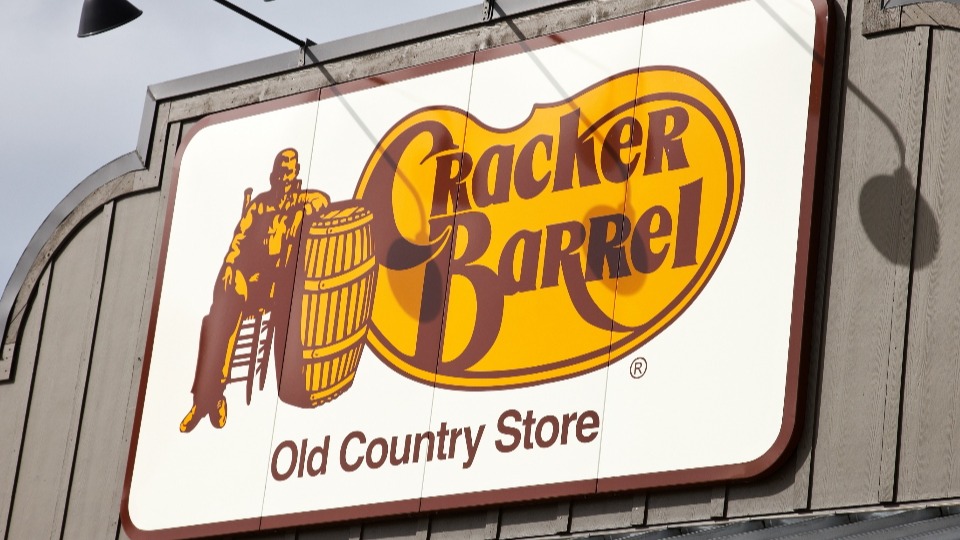 Cracker
Barrel
®
Old Country Store